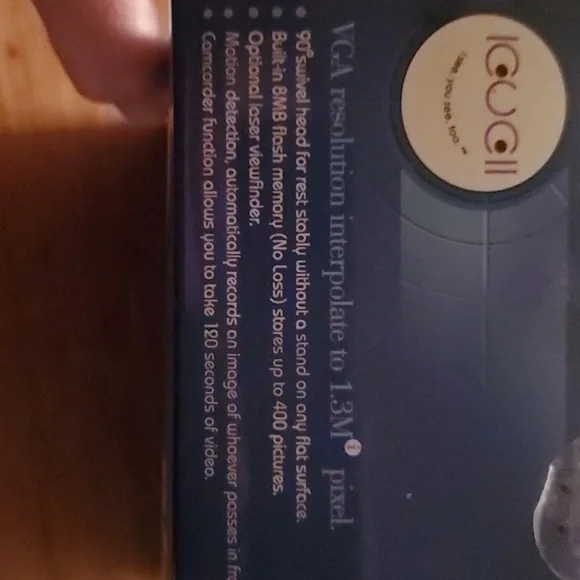 I see, you see, too. ™
VGA resolution interpolate to 1.3M pixel.
• 90° swivel head for rest stably without a stand on any flat surface.
• Built-in 8MB flash memory (No Loss) stores up to 400 pictures.
• Optional laser viewfinder.
• Motion detection, automatically records an image of whoever passes in
• Camcorder function allows you to take 120 seconds of video.